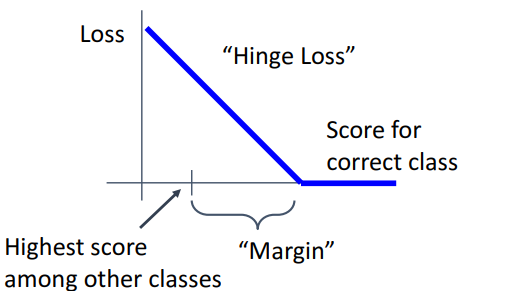 Loss
“Hinge Loss”
Score for
correct class
Highest score
among other classes
“Margin”